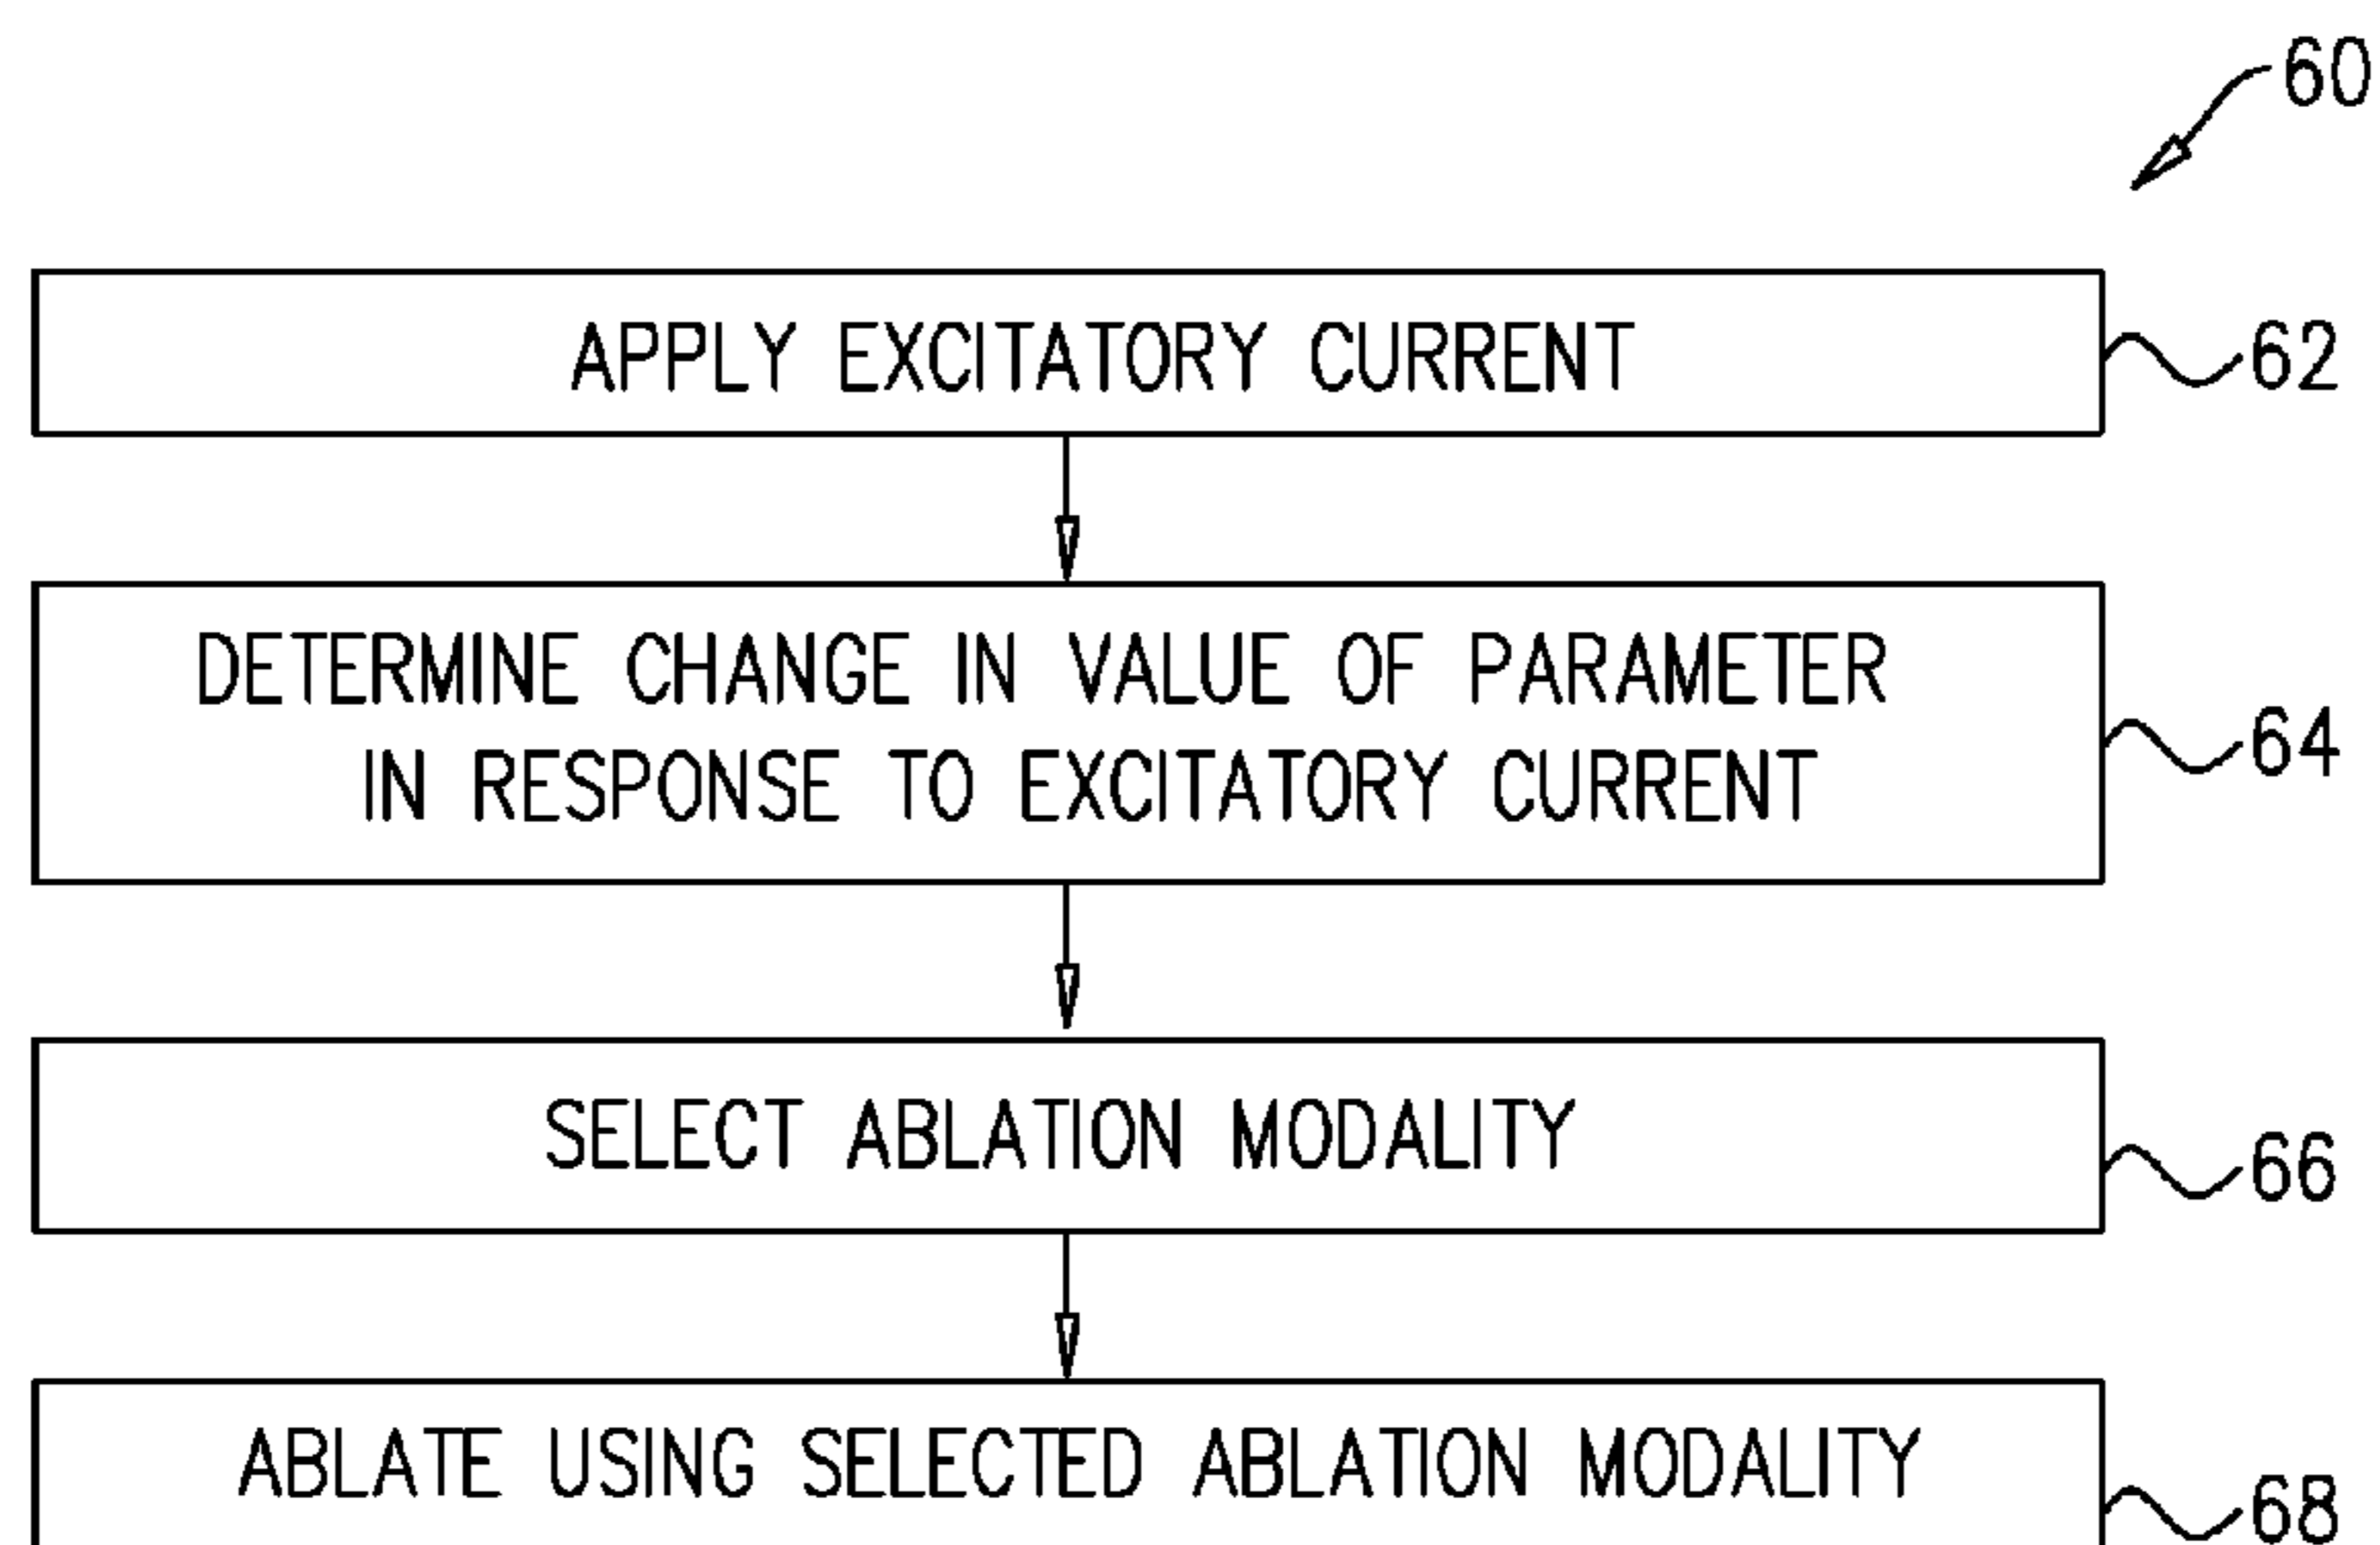 60
APPLY EXCITATORY CURRENT
62
DETERMINE CHANGE IN VALUE OF PARAMETER
IN RESPONSE TO EXCITATORY CURRENT
64
SELECT ABLATION MODALITY
66
ABLATE USING SELECTED ABLATION MODALITY
68